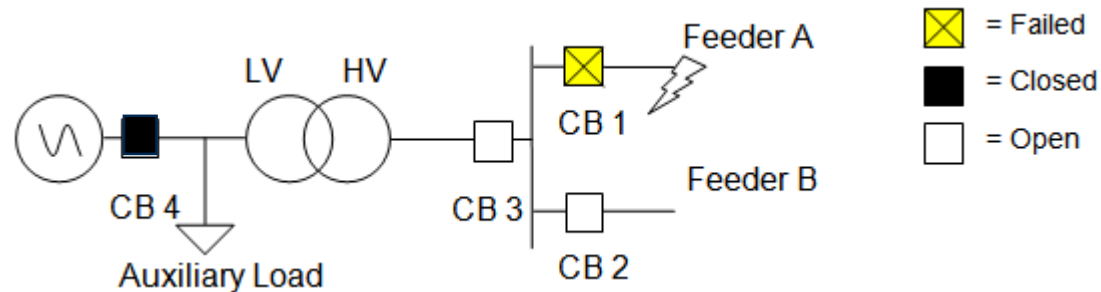 Feeder A
LV HV
CB 1
Feeder B
CB 4
CB 3
CB 2
Auxiliary Load
= Failed
= Closed
= Open